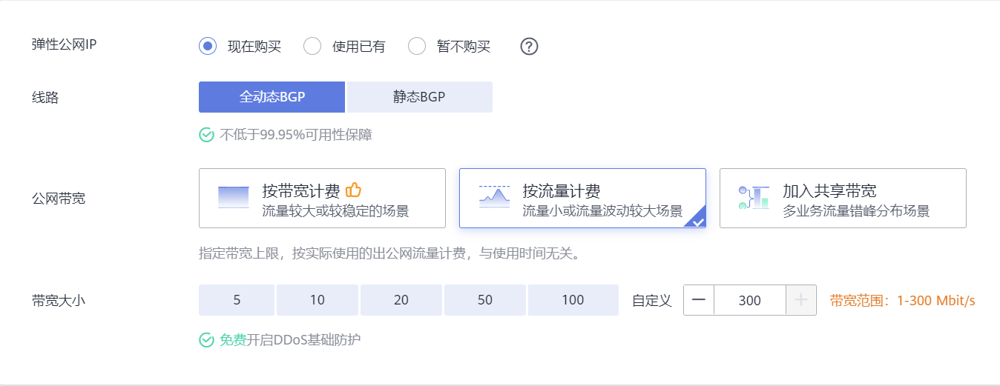 弹性公网IP
现在购买 使用已有 暂不购买 ?
线路
全动态BGP 静态BGP
不低于99.95%可用性保障
公网带宽
按带宽计费
流量较大或较稳定的场景
按流量计费
流量小或流量波动较大场景
加入共享带宽
多业务流量错峰分布场景
指定带宽上限，按实际使用的出公网流量计费，与使用时间无关。
带宽大小
5 10 20 50 100 自定义 — 300 + 带宽范围：1-300 Mbit/s
免费开启DDoS基础防护